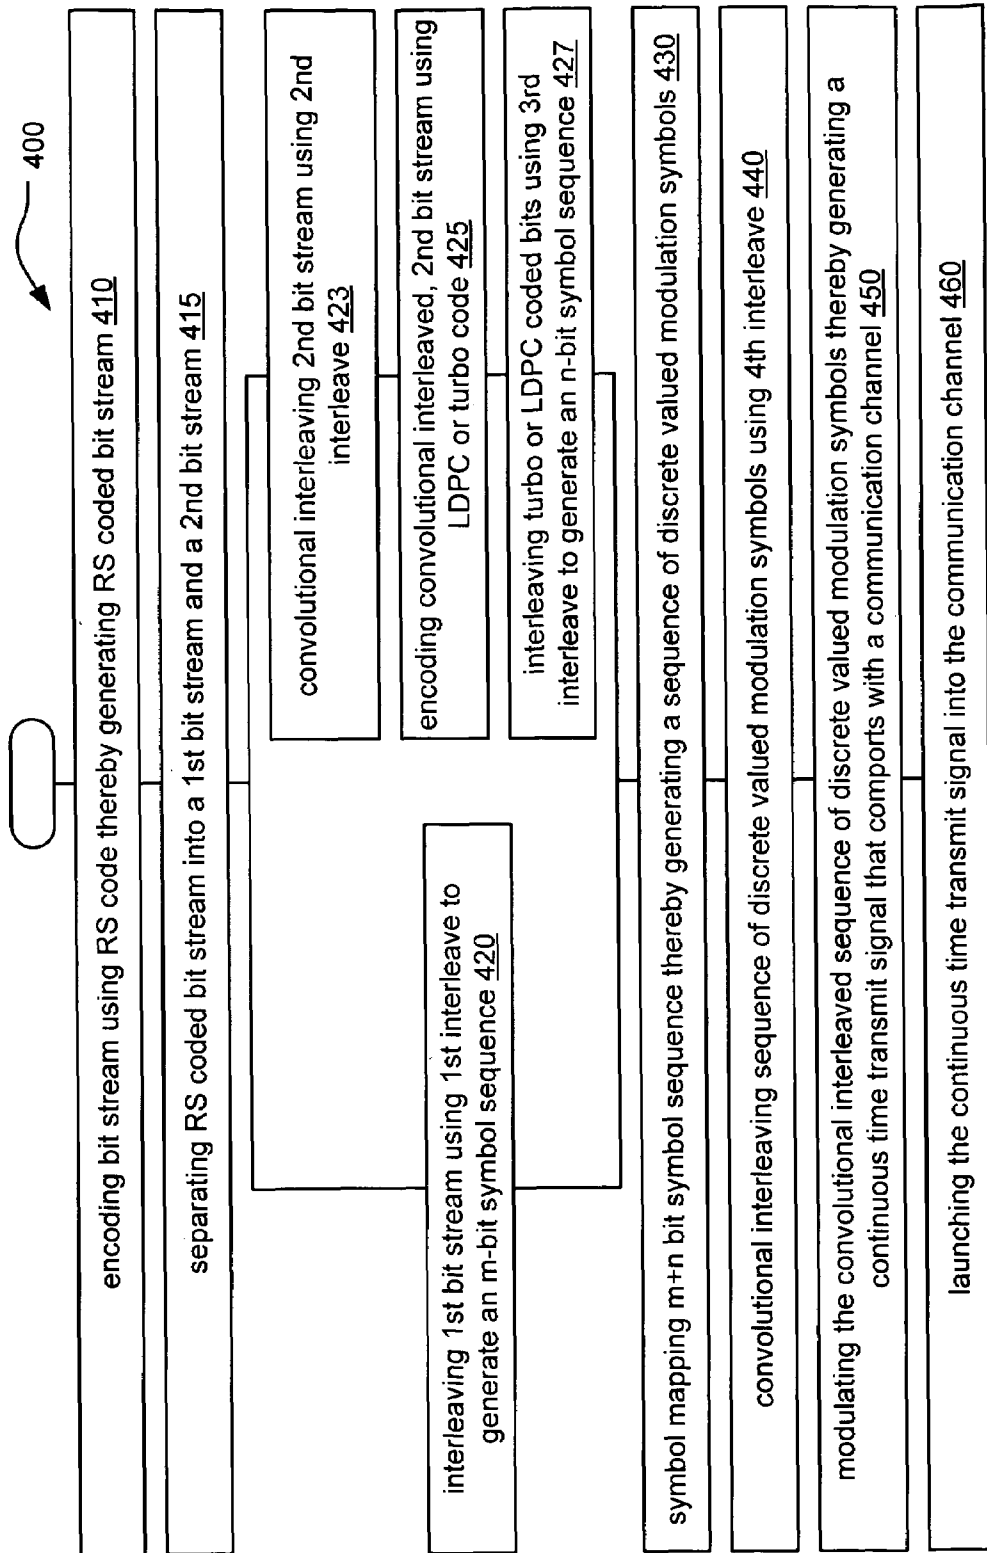 400
encoding bit stream using RS code thereby generating RS coded bit stream 410
separating RS coded bit stream into a 1st bit stream and a 2nd bit stream 415
interleaving 1st bit stream using 1st interleave to
generate an m-bit symbol sequence 420
convolutional interleaving 2nd bit stream using 2nd
interleave 423
encoding convolutional interleaved, 2nd bit stream using
LDPC or turbo code 425
interleaving turbo or LDPC coded bits using 3rd
interleave to generate an n-bit symbol sequence 427
symbol mapping m+n bit symbol sequence thereby generating a sequence of discrete valued modulation symbols 430
convolutional interleaving sequence of discrete valued modulation symbols using 4th interleave 440
modulating the convolutional interleaved sequence of discrete valued modulation symbols thereby generating a
continuous time transmit signal that comports with a communication channel 450
launching the continuous time transmit signal into the communication channel 460